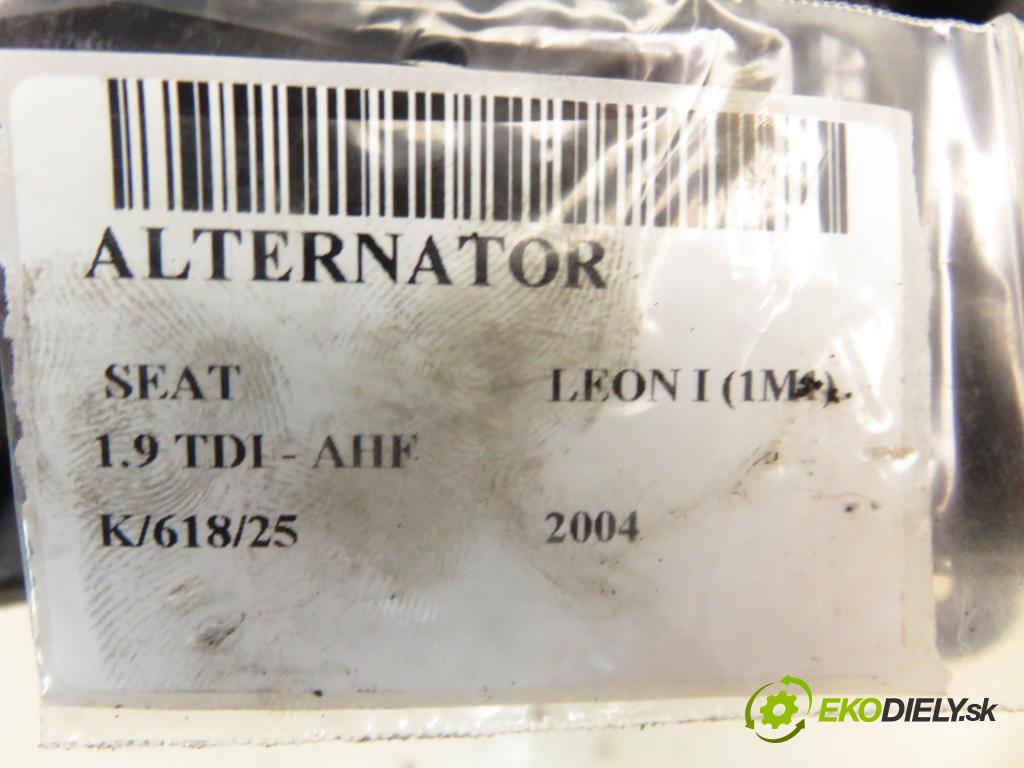 ALTERNATOR
SEAT LEON I (1M*).
1.9 TDI - AHF
K/618/25 2004
EKODIELY.sk